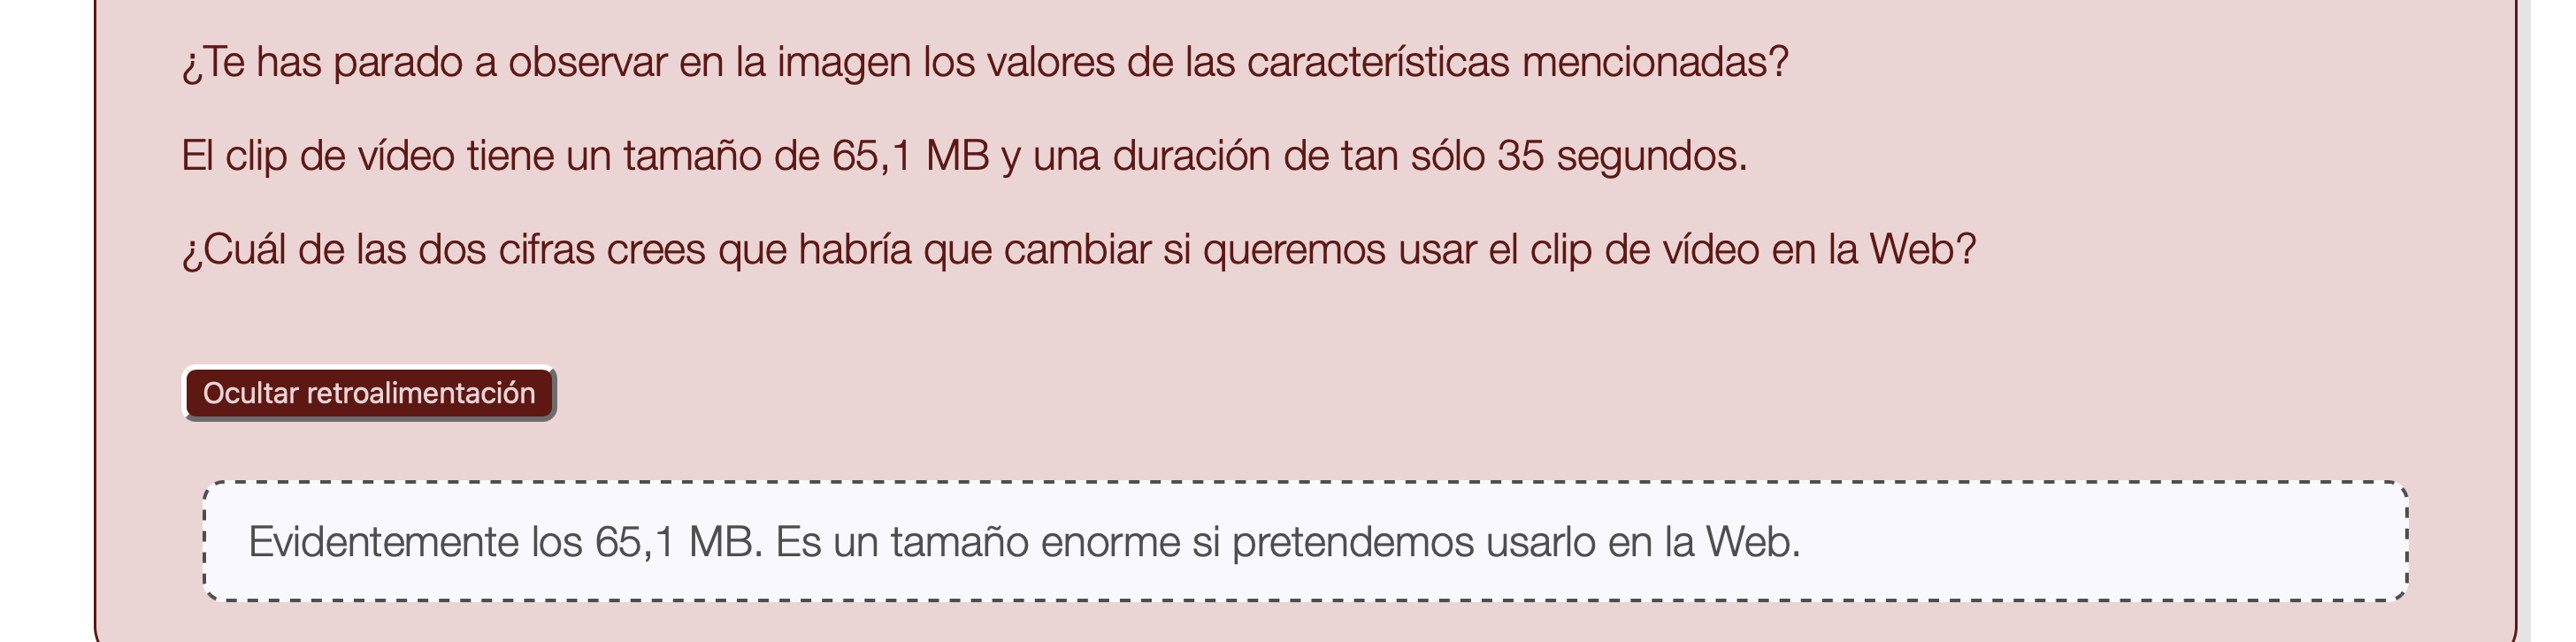 ¿Te has parado a observar en la imagen los valores de las características mencionadas?
El clip de vídeo tiene un tamaño de 65,1 MB y una duración de tan sólo 35 segundos.
¿Cuál de las dos cifras crees que habría que cambiar si queremos usar el clip de vídeo en la Web?
Ocultar retroalimentación
Evidentemente los 65,1 MB. Es un tamaño enorme si pretendemos usarlo en la Web.